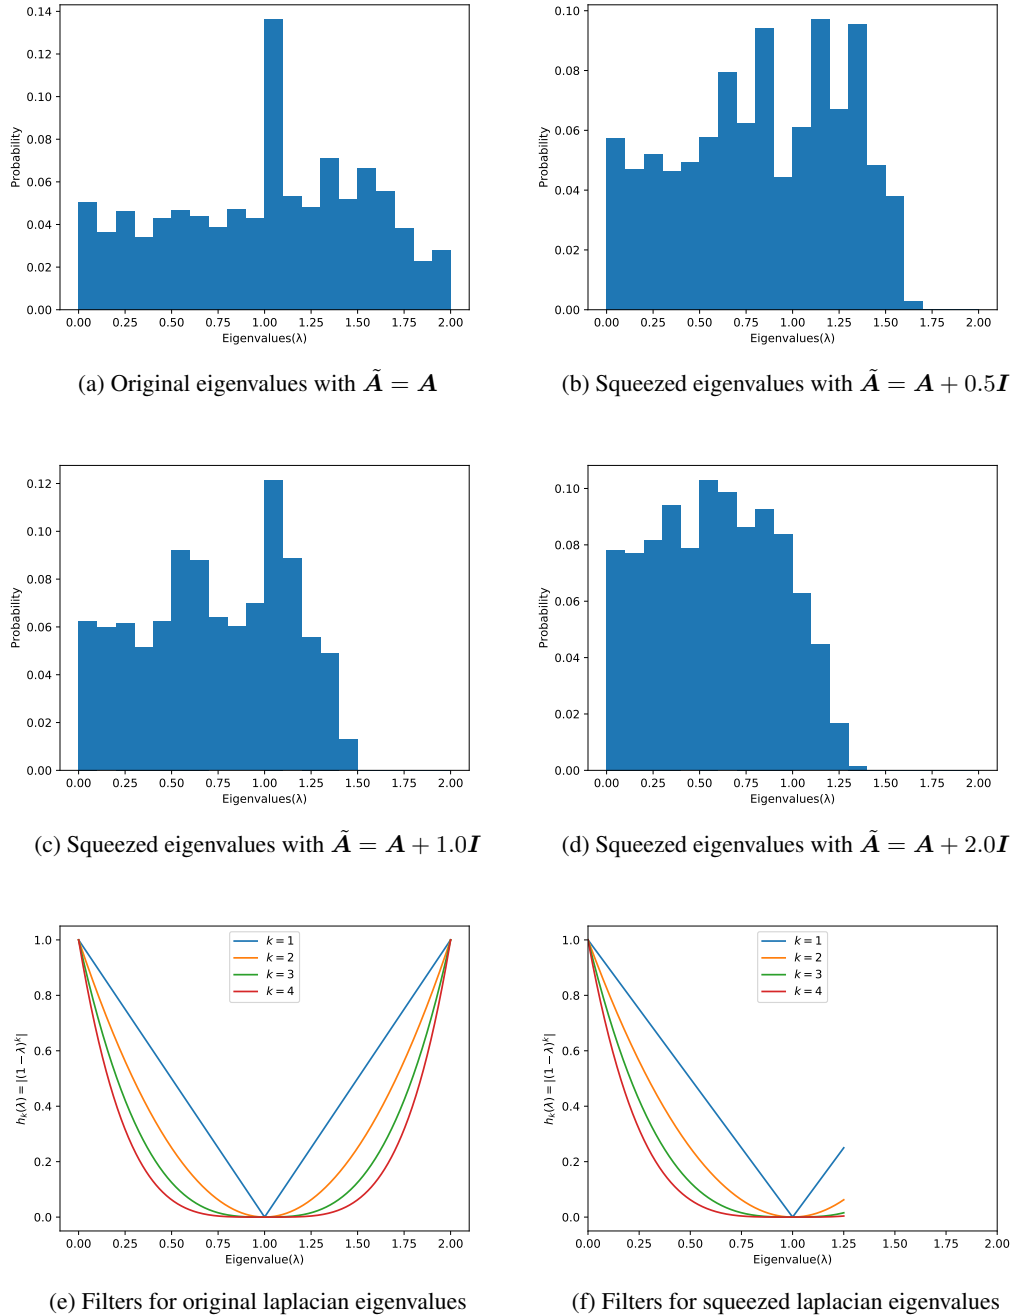 0.14
0.12
0.10
0.08
0.06
0.04
0.02
0.00
Probability
0.00 0.25 0.50 0.75 1.00 1.25 1.50 1.75 2.00
Eigenvalues(λ)
(a) Original eigenvalues with Ã = A
0.10
0.08
0.06
0.04
0.02
0.00
Probability
0.00 0.25 0.50 0.75 1.00 1.25 1.50 1.75 2.00
Eigenvalues(λ)
(b) Squeezed eigenvalues with Ã = A + 0.5I
0.12
0.10
0.08
0.06
0.04
0.02
0.00
Probability
0.00 0.25 0.50 0.75 1.00 1.25 1.50 1.75 2.00
Eigenvalues(λ)
(c) Squeezed eigenvalues with Ã = A + 1.0I
0.10
0.08
0.06
0.04
0.02
0.00
Probability
0.00 0.25 0.50 0.75 1.00 1.25 1.50 1.75 2.00
Eigenvalues(λ)
(d) Squeezed eigenvalues with Ã = A + 2.0I
1.0
0.8
0.6
0.4
0.2
0.0
hₖ(λ) = |(1 − λ)ᵏ|
k = 1
k = 2
k = 3
k = 4
0.00 0.25 0.50 0.75 1.00 1.25 1.50 1.75 2.00
Eigenvalue(λ)
(e) Filters for original laplacian eigenvalues
1.0
0.8
0.6
0.4
0.2
0.0
hₖ(λ) = |(1 − λ)ᵏ|
k = 1
k = 2
k = 3
k = 4
0.00 0.25 0.50 0.75 1.00 1.25 1.50 1.75 2.00
Eigenvalue(λ)
(f) Filters for squeezed laplacian eigenvalues